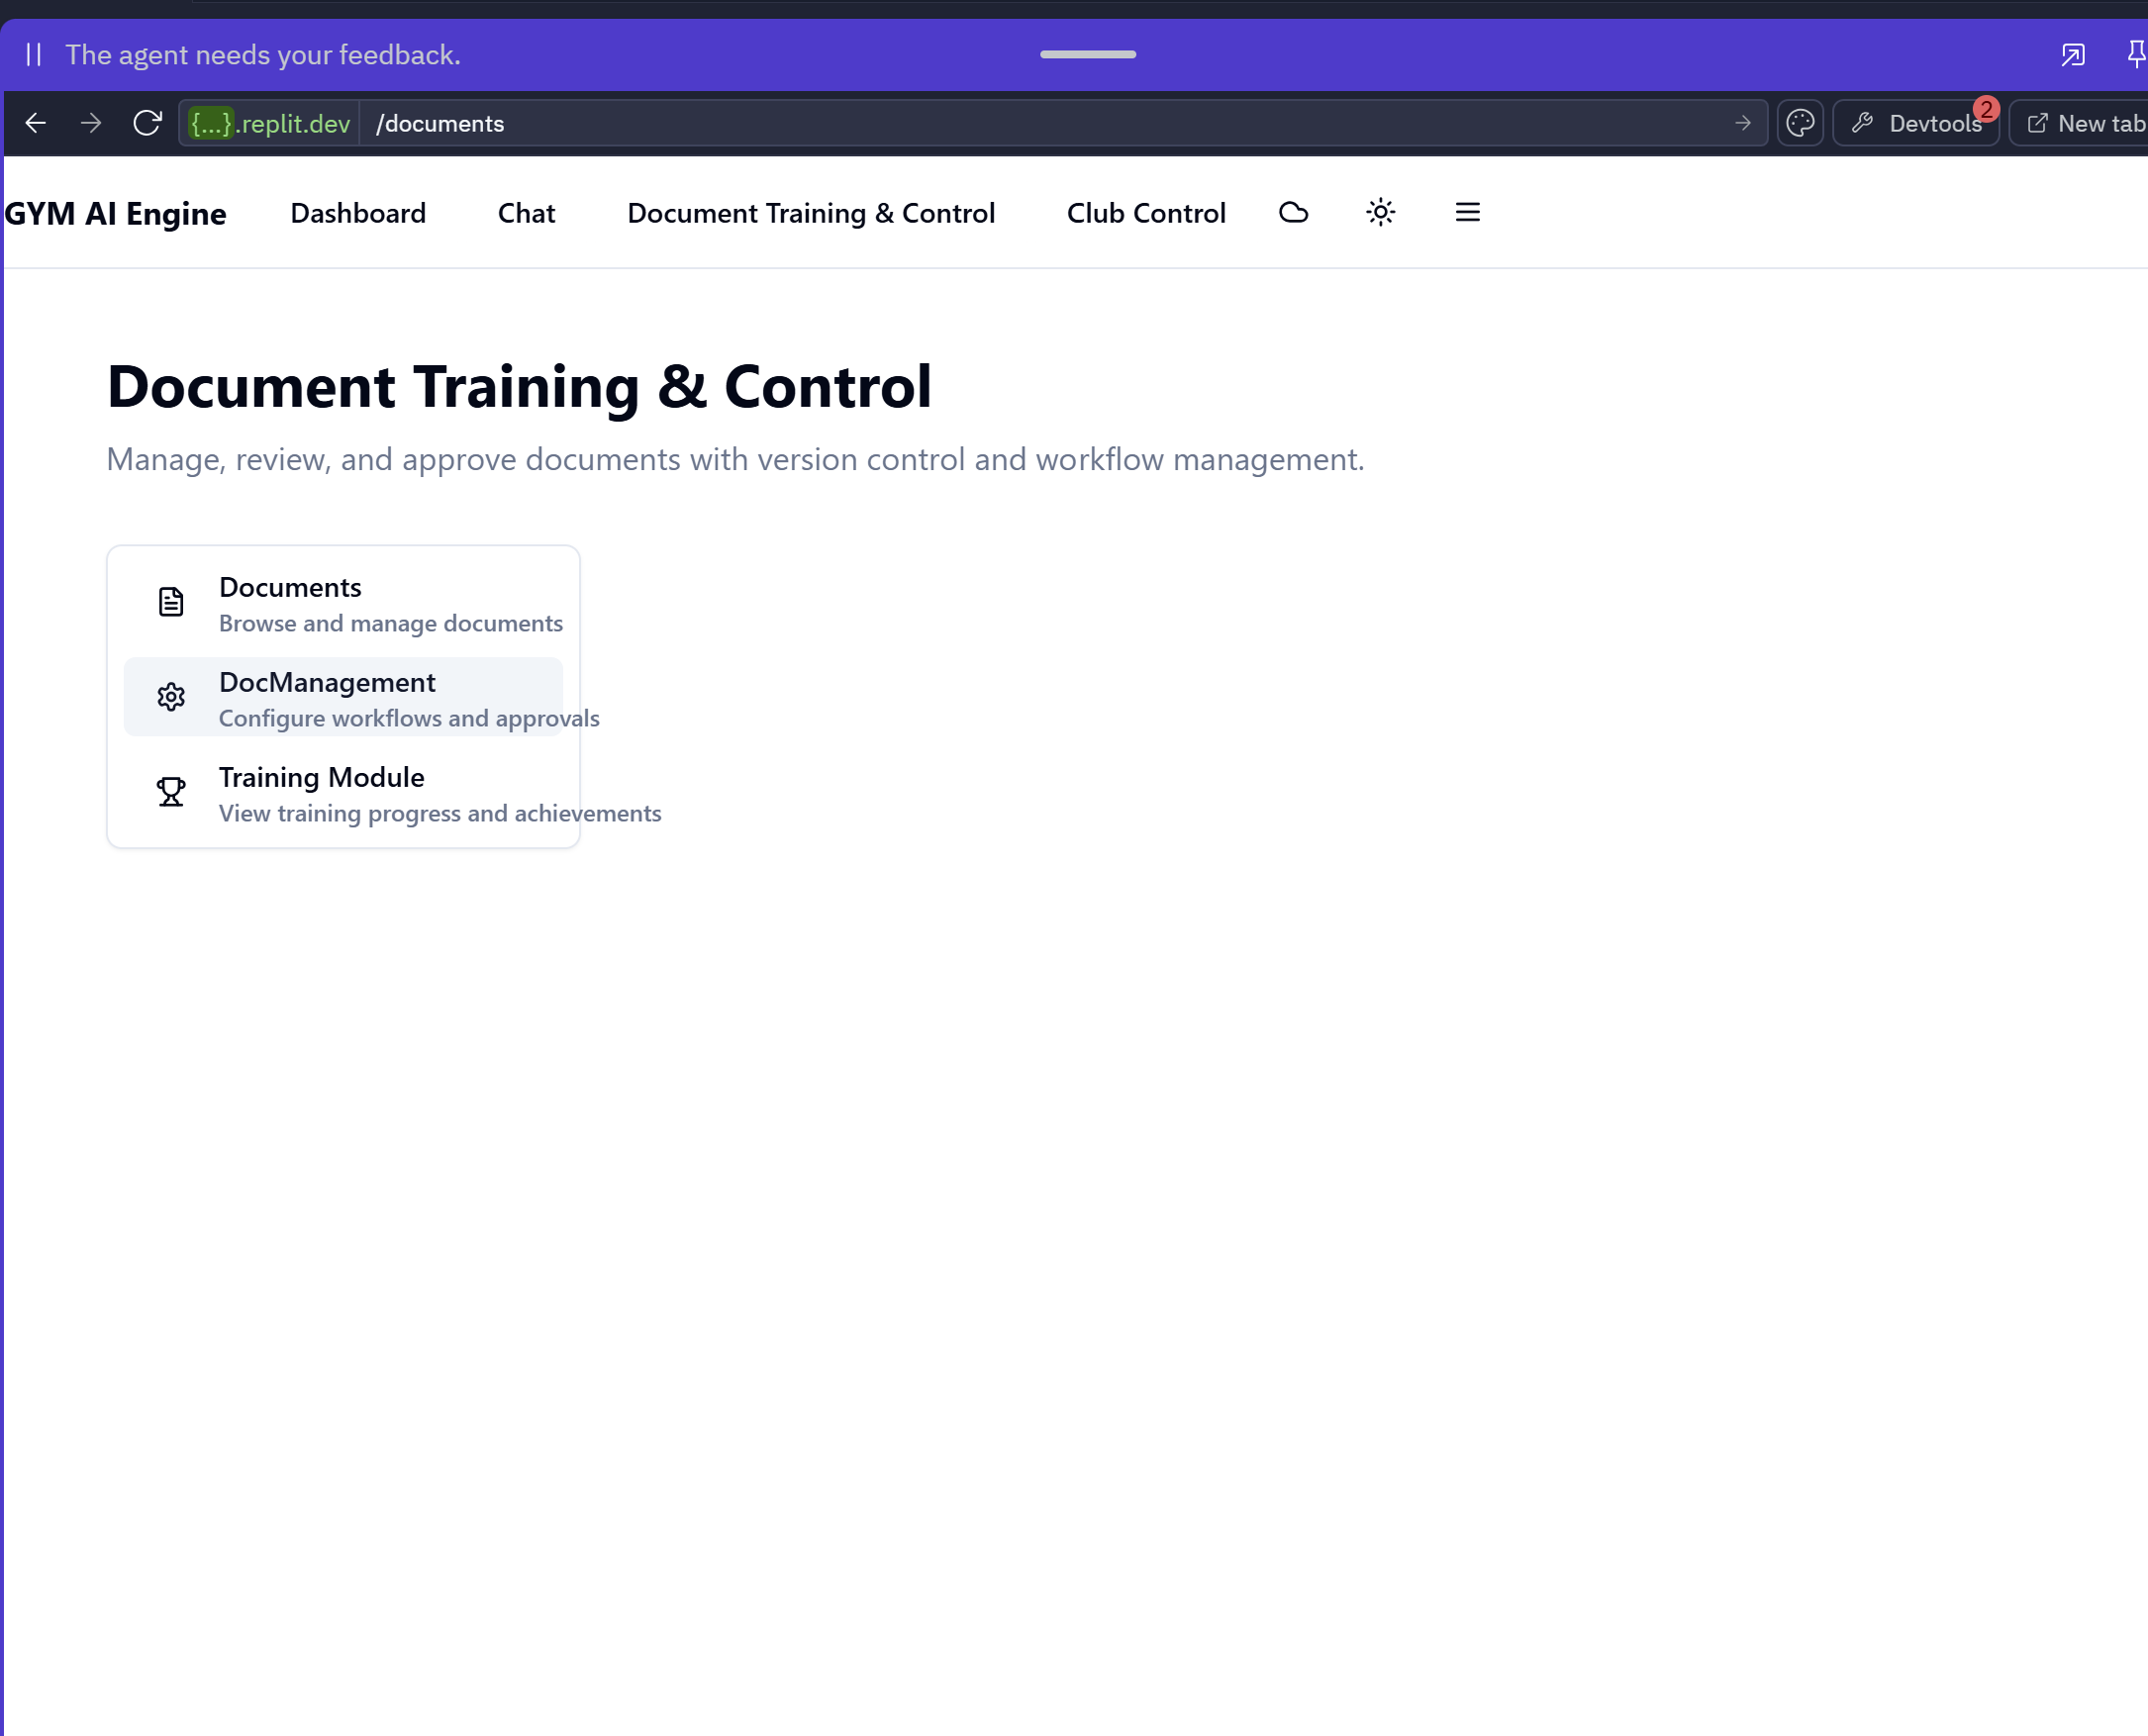 The agent needs your feedback.
{...}.replit.dev /documents Devtools 2 New tab
GYM AI Engine Dashboard Chat Document Training & Control Club Control
Document Training & Control
Manage, review, and approve documents with version control and workflow management.
Documents
Browse and manage documents
DocManagement
Configure workflows and approvals
Training Module
View training progress and achievements